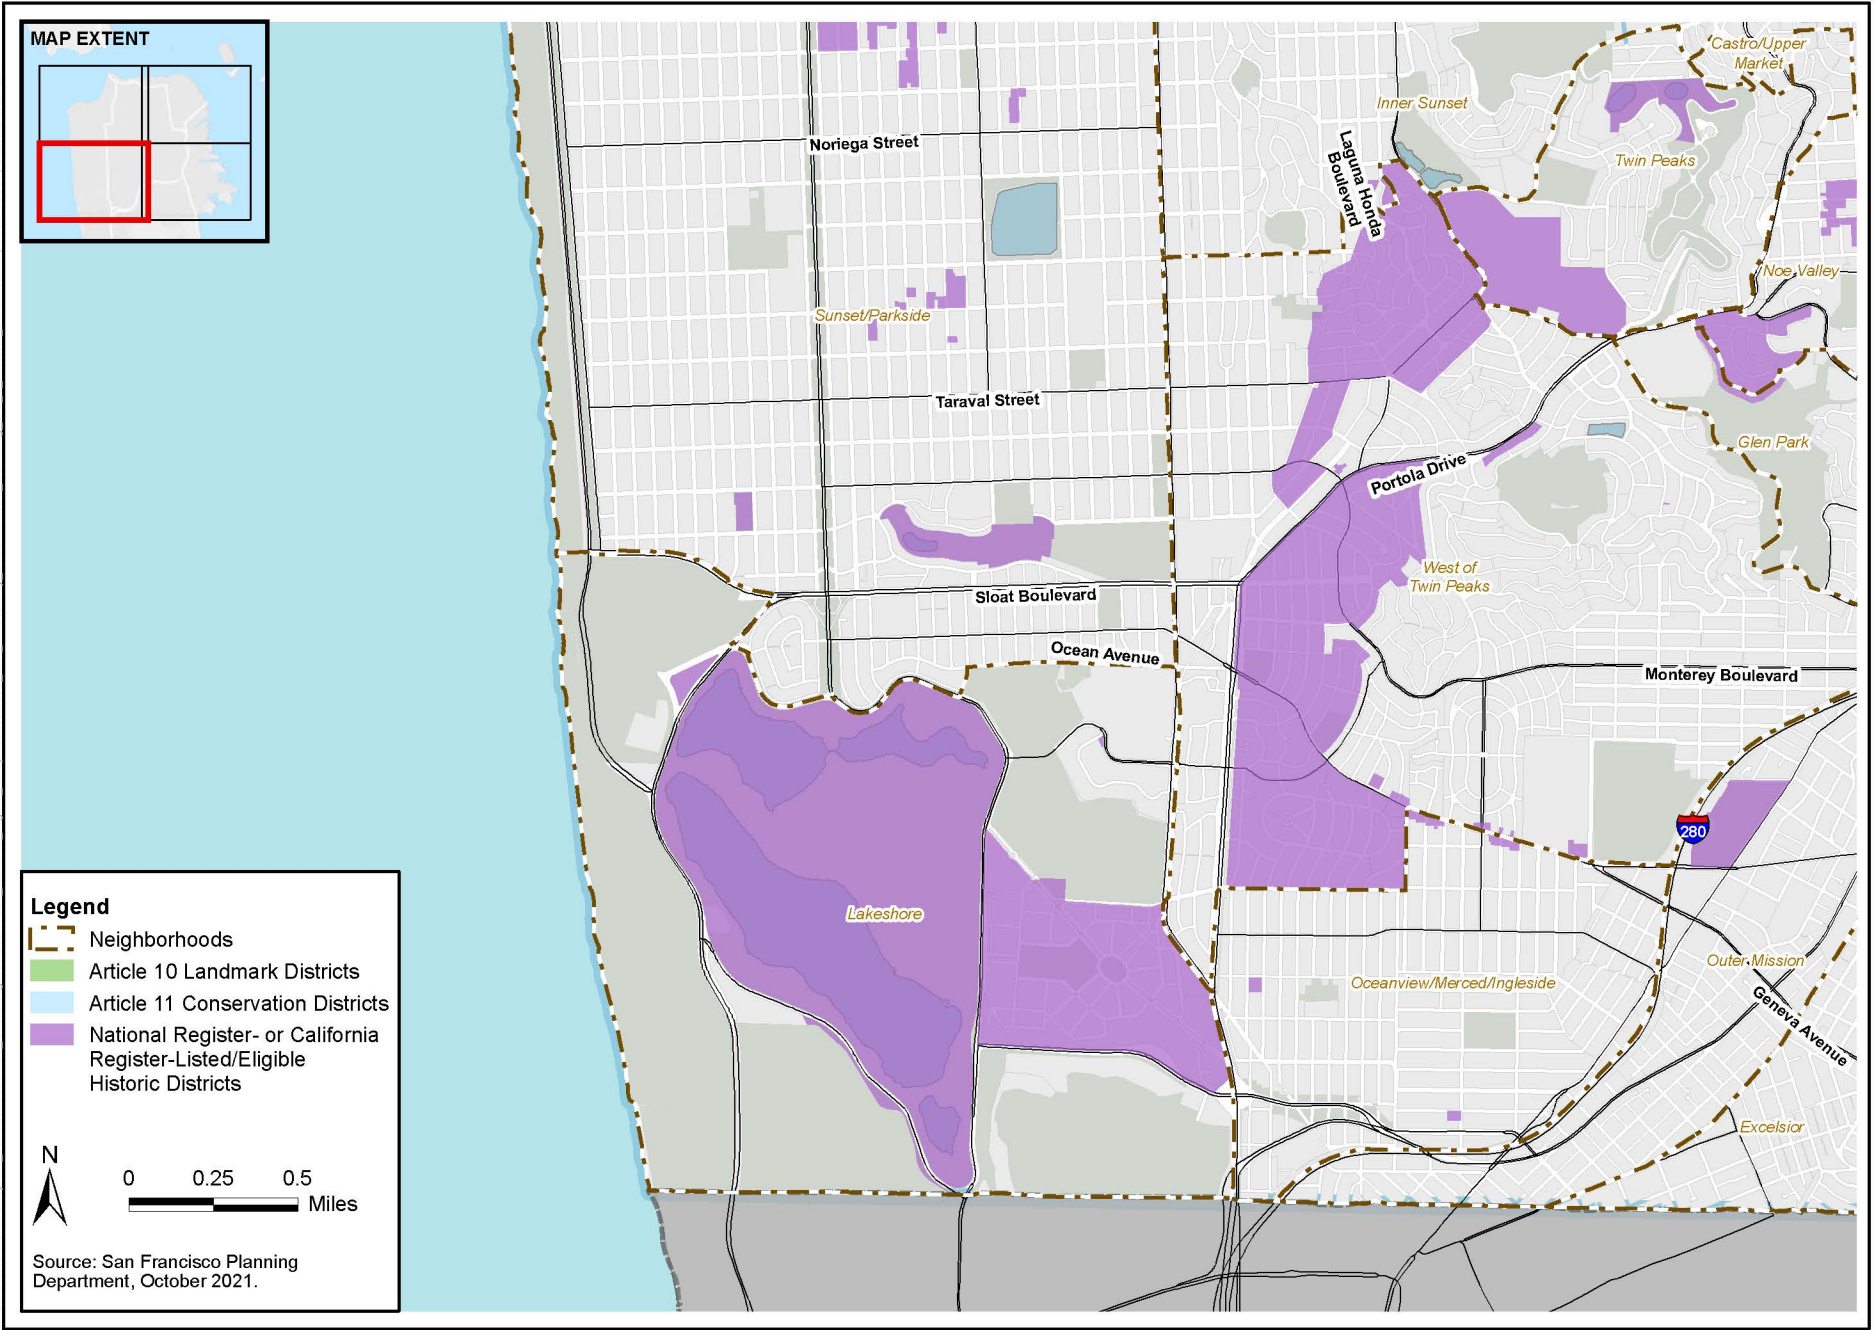 MAP EXTENT
Castro/Upper
Market
Inner Sunset
Noriega Street
Laguna Honda
Boulevard
Twin Peaks
Noe Valley
Sunset/Parkside
Taraval Street
Glen Park
Portola Drive
West of
Twin Peaks
Sloat Boulevard
Ocean Avenue
Monterey Boulevard
280
Lakeshore
Outer Mission
Oceanview/Merced/Ingleside
Geneva Avenue
Excelsior
Legend
Neighborhoods
Article 10 Landmark Districts
Article 11 Conservation Districts
National Register- or California
Register-Listed/Eligible
Historic Districts
N
0 0.25 0.5
Miles
Source: San Francisco Planning
Department, October 2021.